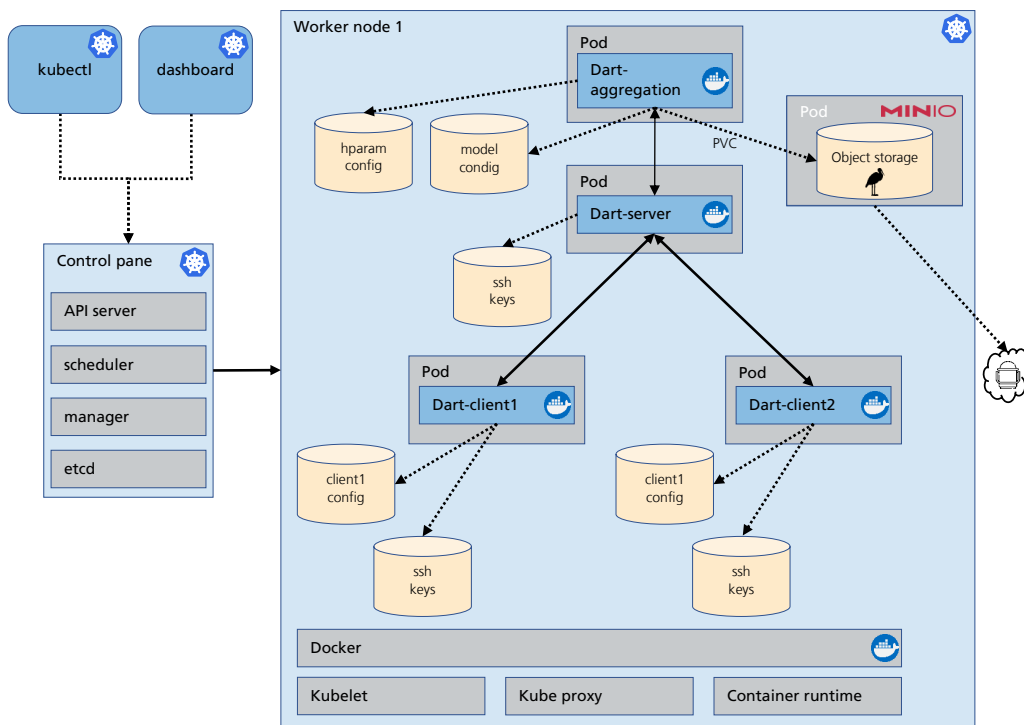 kubectl
dashboard
Control pane
API server
scheduler
manager
etcd
Worker node 1
Pod
Dart-
aggregation
hparam
config
model
condig
PVC
Pod
MINIO
Object storage
Pod
Dart-server
ssh
keys
Pod
Dart-client1
client1
config
ssh
keys
Pod
Dart-client2
client1
config
ssh
keys
Docker
Kubelet
Kube proxy
Container runtime